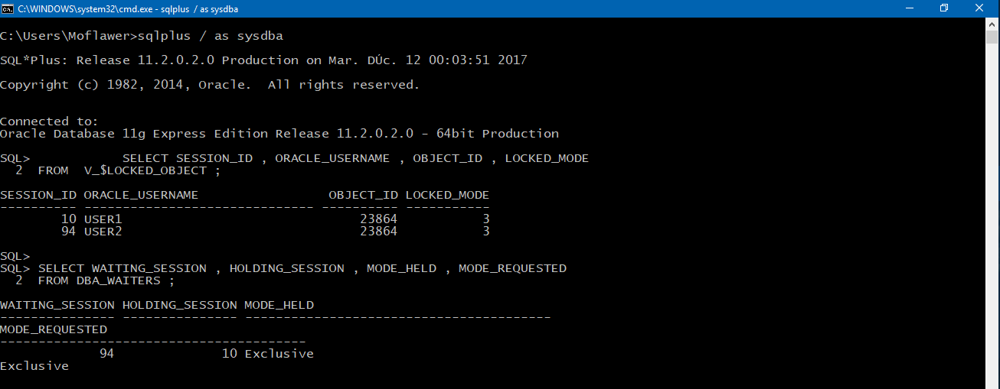 C:\WINDOWS\system32\cmd.exe - sqlplus / as sysdba
C:\Users\Moflawer>sqlplus / as sysdba
SQL*Plus: Release 11.2.0.2.0 Production on Mar. DÚc. 12 00:03:51 2017
Copyright (c) 1982, 2014, Oracle.  All rights reserved.
Connected to:
Oracle Database 11g Express Edition Release 11.2.0.2.0 - 64bit Production
SQL>            SELECT SESSION_ID , ORACLE_USERNAME , OBJECT_ID , LOCKED_MODE
  2  FROM  V_$LOCKED_OBJECT ;
SESSION_ID ORACLE_USERNAME                 OBJECT_ID LOCKED_MODE
---------- ------------------------------ ---------- -----------
        10 USER1                               23864           3
        94 USER2                               23864           3
SQL>
SQL> SELECT WAITING_SESSION , HOLDING_SESSION , MODE_HELD , MODE_REQUESTED
  2  FROM DBA_WAITERS ;
WAITING_SESSION HOLDING_SESSION MODE_HELD
--------------- --------------- ----------------------------------------
MODE_REQUESTED
----------------------------------------
             94              10 Exclusive
Exclusive